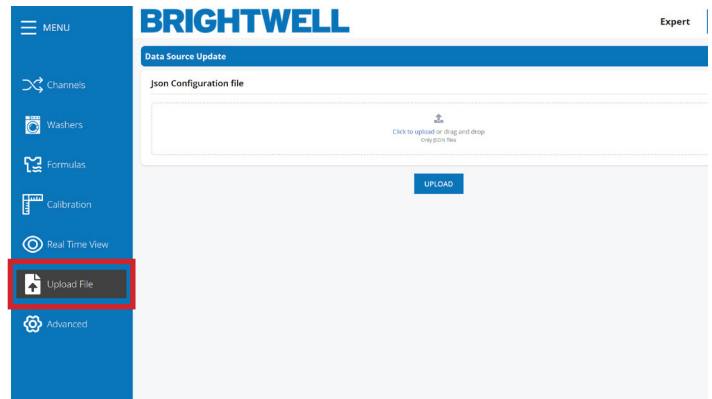 MENU
BRIGHTWELL
Expert
Data Source Update
Json Configuration file
Click to upload or drag and drop
Only JSON files
UPLOAD
Channels
Washers
Formulas
Calibration
Real Time View
Upload File
Advanced